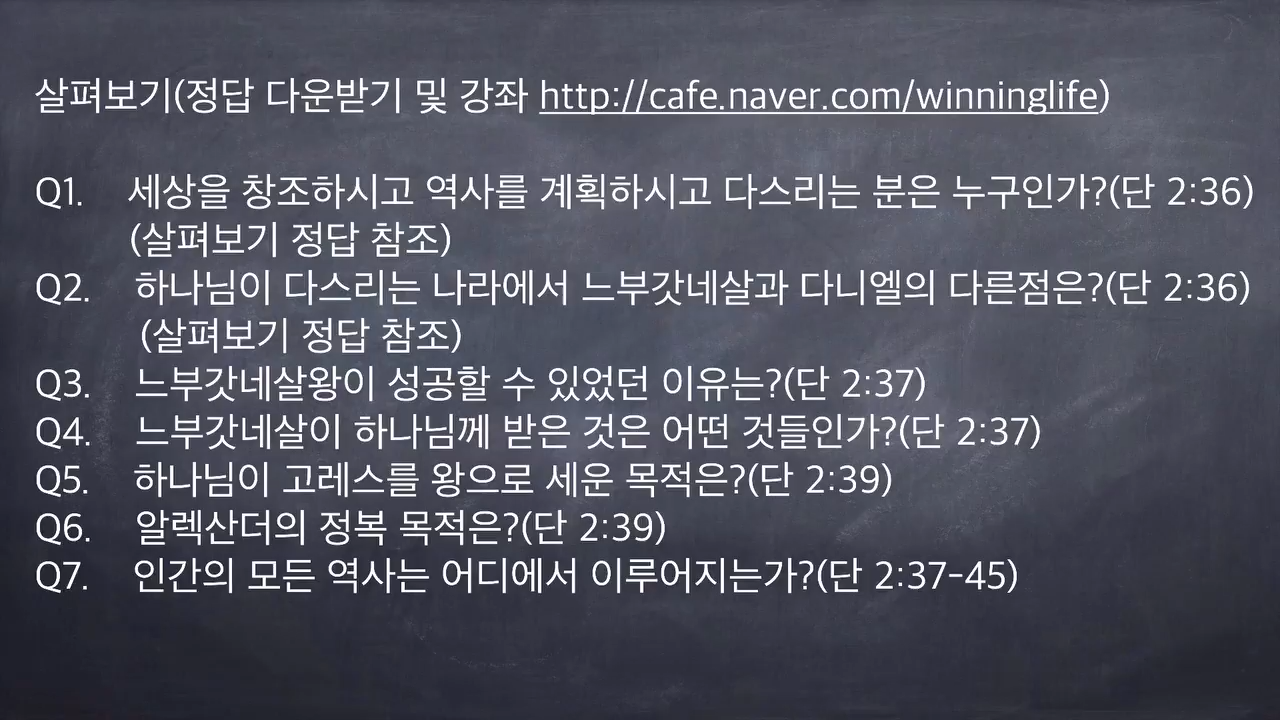 살펴보기(정답 다운받기 및 강좌 http://cafe.naver.com/winninglife)
Q1. 세상을 창조하시고 역사를 계획하시고 다스리는 분은 누구인가?(단 2:36)
(살펴보기 정답 참조)
Q2. 하나님이 다스리는 나라에서 느부갓네살과 다니엘의 다른점은?(단 2:36)
(살펴보기 정답 참조)
Q3. 느부갓네살왕이 성공할 수 있었던 이유는?(단 2:37)
Q4. 느부갓네살이 하나님께 받은 것은 어떤 것들인가?(단 2:37)
Q5. 하나님이 고레스를 왕으로 세운 목적은?(단 2:39)
Q6. 알렉산더의 정복 목적은?(단 2:39)
Q7. 인간의 모든 역사는 어디에서 이루어지는가?(단 2:37-45)